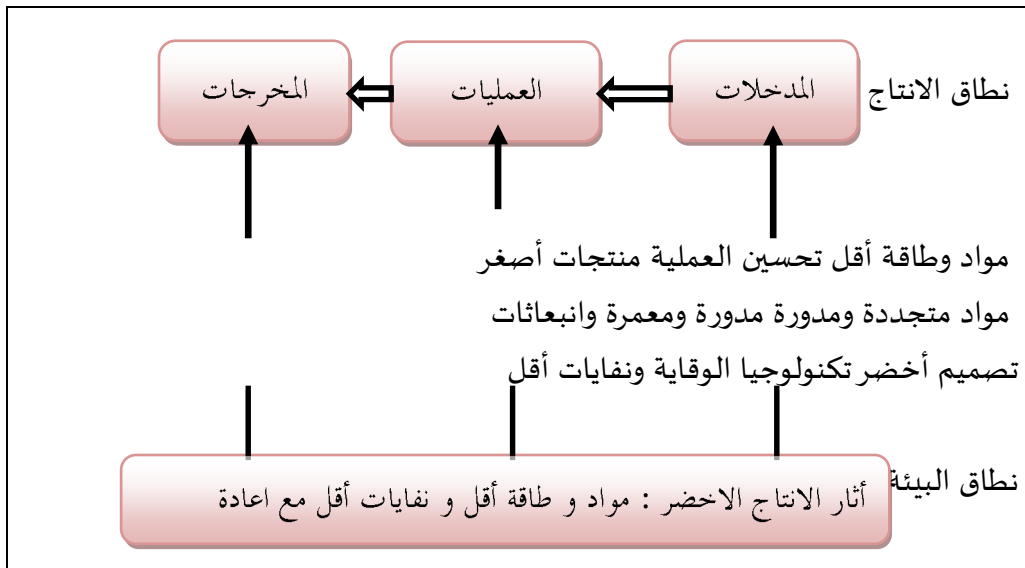 نطاق الانتاج
المدخلات
العمليات
المخرجات
مواد وطاقة أقل تحسين العملية منتجات أصغر
مواد متجددة ومدورة مدورة ومعمرة وانبعاثات
تصميم أخضر تكنولوجيا الوقاية ونفايات أقل
نطاق البيئة
أثار الانتاج الاخضر : مواد و طاقة أقل و نفايات أقل مع اعادة